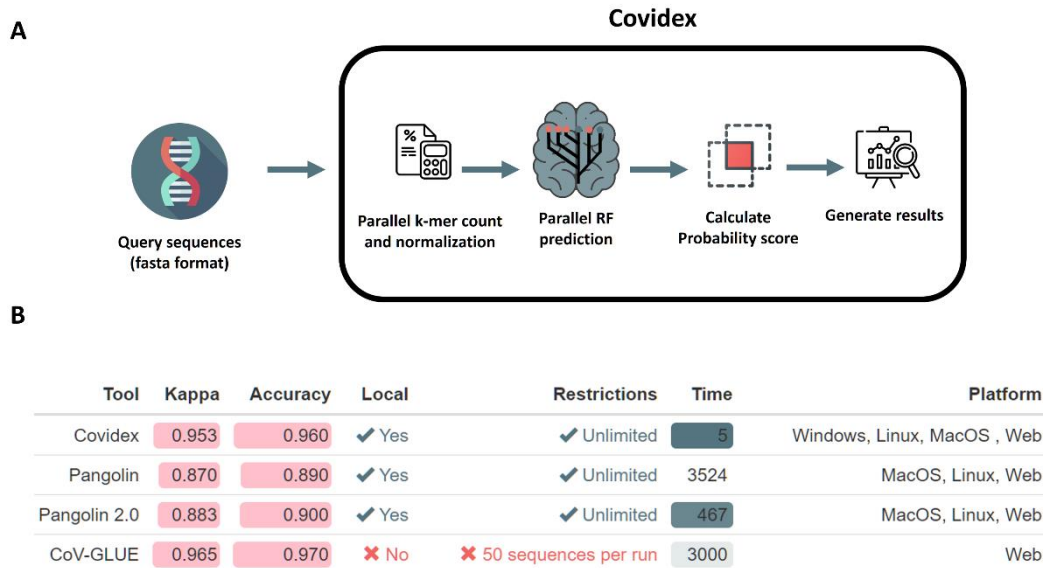 A
Covidex
%
Query sequences
(fasta format)
Parallel k-mer count
and normalization
Parallel RF
prediction
Calculate
Probability score
Generate results
B
Tool Kappa Accuracy Local Restrictions Time Platform
Covidex 0.953 0.960 ✔ Yes ✔ Unlimited 5 Windows, Linux, MacOS , Web
Pangolin 0.870 0.890 ✔ Yes ✔ Unlimited 3524 MacOS, Linux, Web
Pangolin 2.0 0.883 0.900 ✔ Yes ✔ Unlimited 467 MacOS, Linux, Web
CoV-GLUE 0.965 0.970 ✖ No ✖ 50 sequences per run 3000 Web